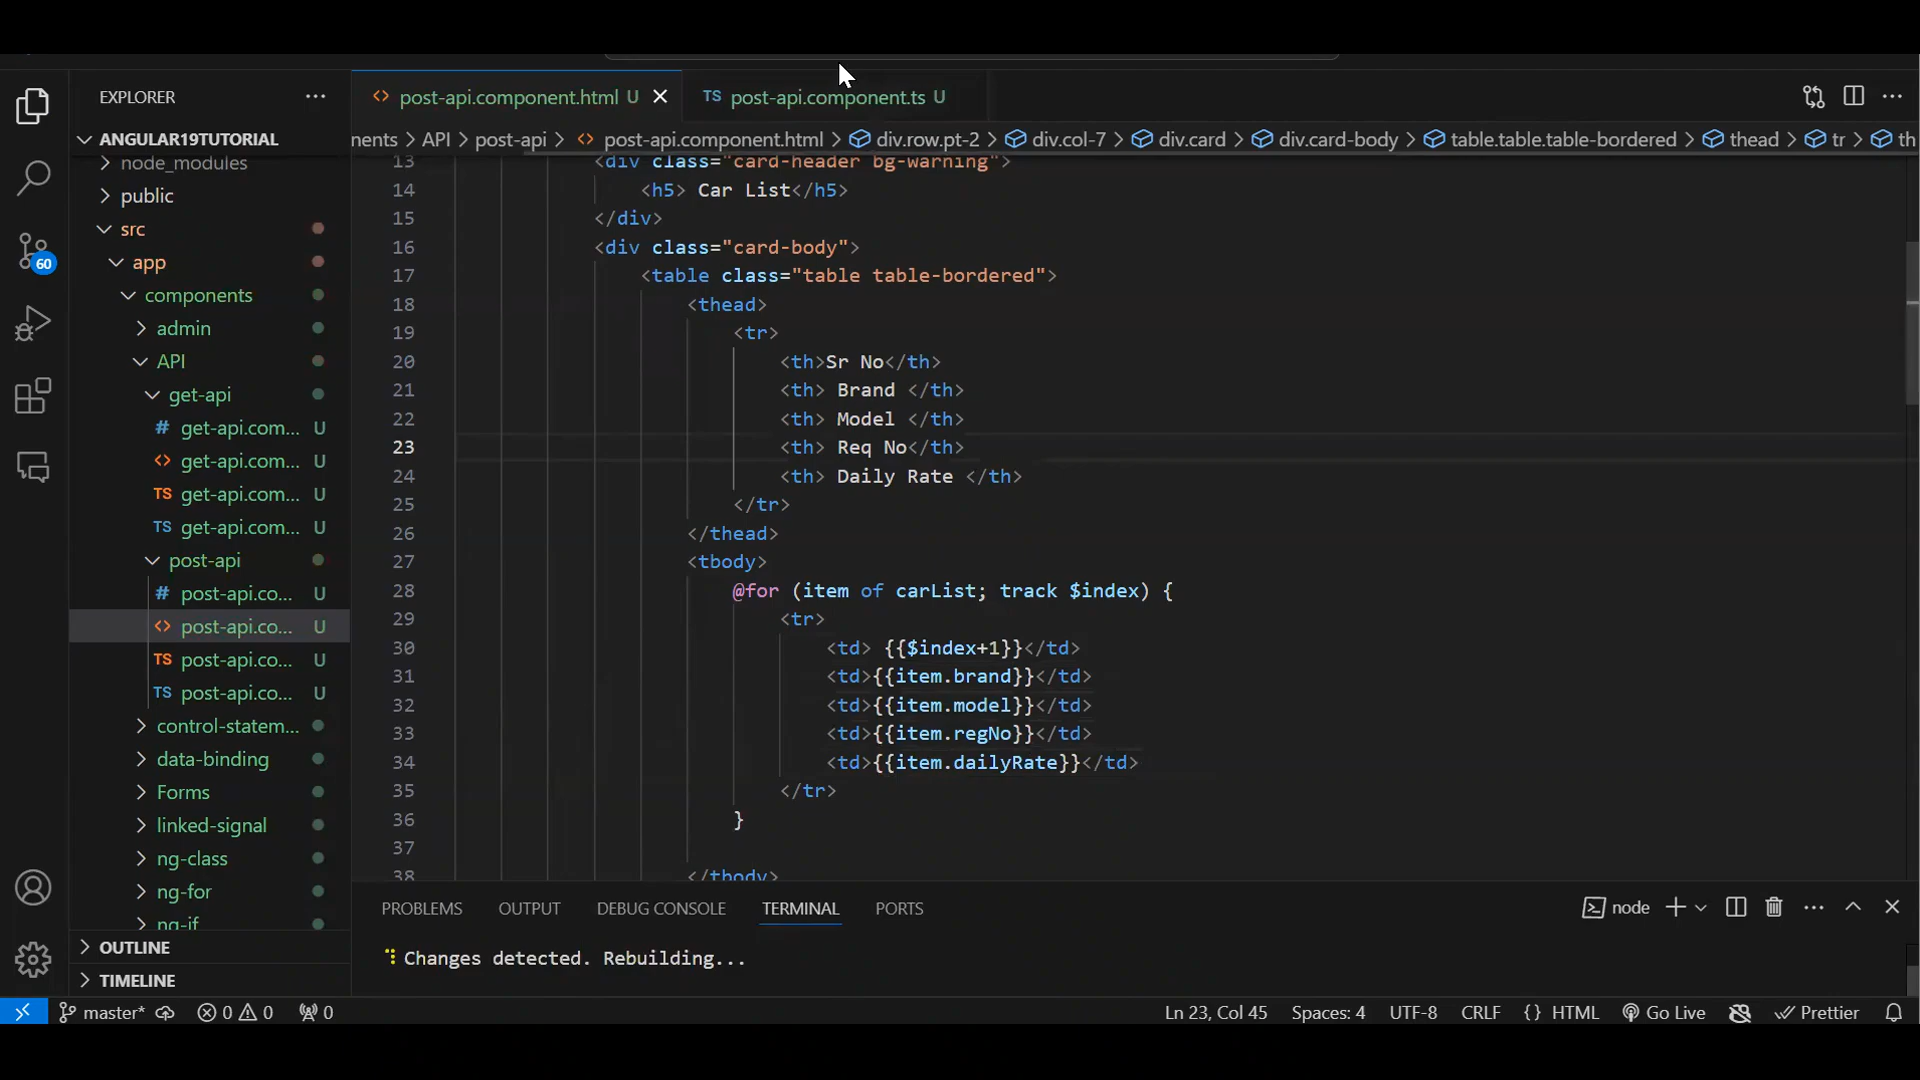 EXPLORER
ANGULAR19TUTORIAL
node_modules
public
src
app
components
admin
API
get-api
get-api.com... U
get-api.com... U
get-api.com... U
get-api.com... U
post-api
post-api.co... U
post-api.co... U
post-api.co... U
post-api.co... U
control-statem...
data-binding
Forms
linked-signal
ng-class
ng-for
ng-if
OUTLINE
TIMELINE
60
post-api.component.html U
TS post-api.component.ts U
nents > API > post-api > post-api.component.html > div.row.pt-2 > div.col-7 > div.card > div.card-body > table.table.table-bordered > thead > tr > th
13 <div class="card-header bg-warning">
14 <h5> Car List</h5>
15 </div>
16 <div class="card-body">
17 <table class="table table-bordered">
18 <thead>
19 <tr>
20 <th>Sr No</th>
21 <th> Brand </th>
22 <th> Model </th>
23 <th> Req No</th>
24 <th> Daily Rate </th>
25 </tr>
26 </thead>
27 <tbody>
28 @for (item of carList; track $index) {
29 <tr>
30 <td> {{$index+1}}</td>
31 <td>{{item.brand}}</td>
32 <td>{{item.model}}</td>
33 <td>{{item.regNo}}</td>
34 <td>{{item.dailyRate}}</td>
35 </tr>
36 }
37
38 </tbody>
PROBLEMS OUTPUT DEBUG CONSOLE TERMINAL PORTS
node
Changes detected. Rebuilding...
master* 0 0 0 Ln 23, Col 45 Spaces: 4 UTF-8 CRLF {} HTML Go Live Prettier